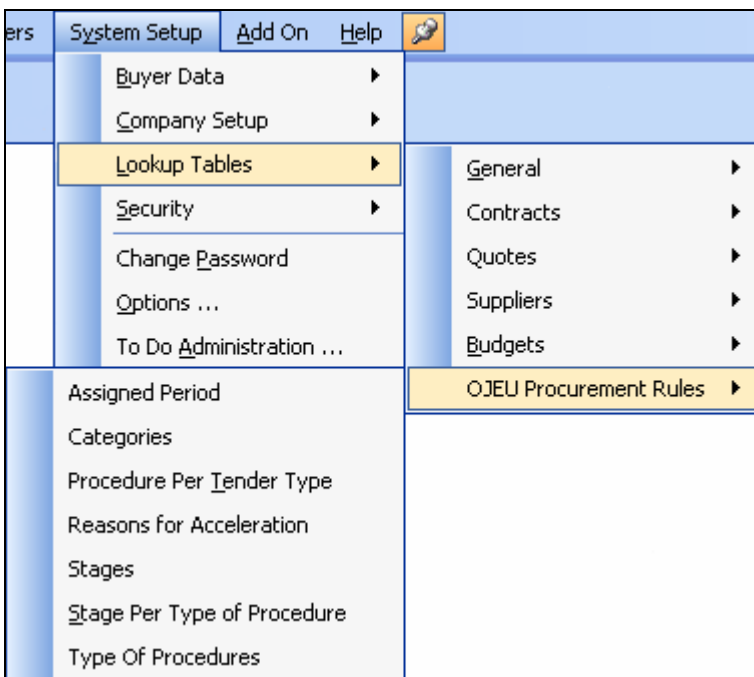 ers System Setup Add On Help
Buyer Data
Company Setup
Lookup Tables
Security
Change Password
Options ...
To Do Administration ...
General
Contracts
Quotes
Suppliers
Budgets
OJEU Procurement Rules
Assigned Period
Categories
Procedure Per Tender Type
Reasons for Acceleration
Stages
Stage Per Type of Procedure
Type Of Procedures